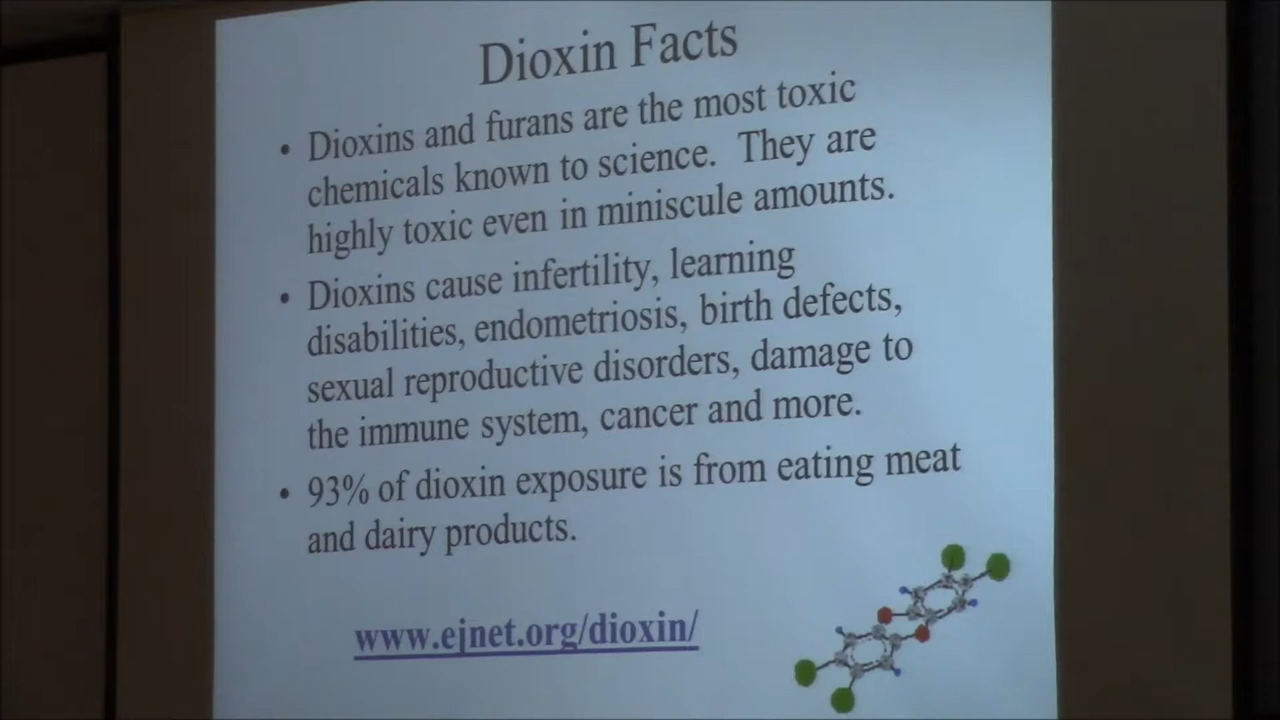 Dioxin Facts
• Dioxins and furans are the most toxic
chemicals known to science. They are
highly toxic even in miniscule amounts.
• Dioxins cause infertility, learning
disabilities, endometriosis, birth defects,
sexual reproductive disorders, damage to
the immune system, cancer and more.
• 93% of dioxin exposure is from eating meat
and dairy products.
www.ejnet.org/dioxin/